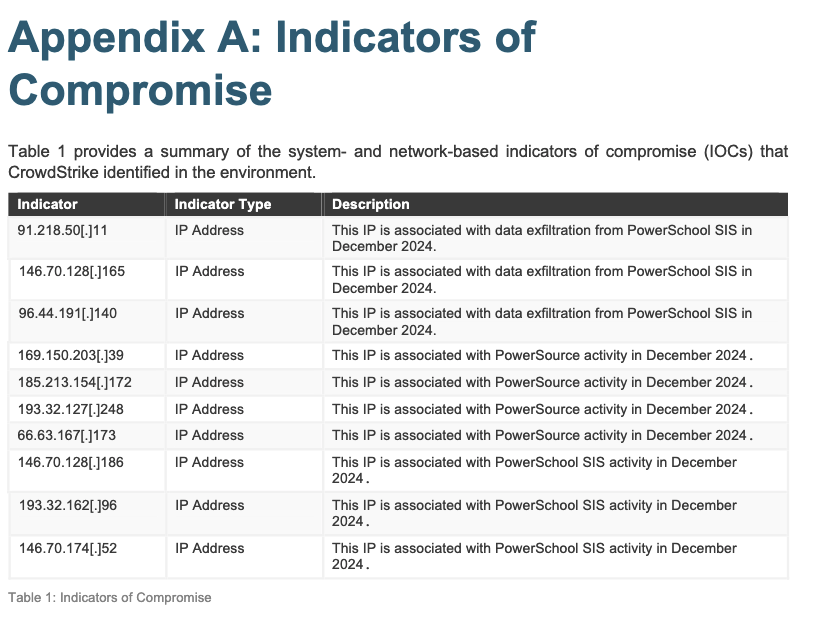 Appendix A: Indicators of
Compromise
Table 1 provides a summary of the system- and network-based indicators of compromise (IOCs) that
CrowdStrike identified in the environment.
Indicator Indicator Type Description
91.218.50[.]11 IP Address This IP is associated with data exfiltration from PowerSchool SIS in
December 2024.
146.70.128[.]165 IP Address This IP is associated with data exfiltration from PowerSchool SIS in
December 2024.
96.44.191[.]140 IP Address This IP is associated with data exfiltration from PowerSchool SIS in
December 2024.
169.150.203[.]39 IP Address This IP is associated with PowerSource activity in December 2024.
185.213.154[.]172 IP Address This IP is associated with PowerSource activity in December 2024.
193.32.127[.]248 IP Address This IP is associated with PowerSource activity in December 2024.
66.63.167[.]173 IP Address This IP is associated with PowerSource activity in December 2024.
146.70.128[.]186 IP Address This IP is associated with PowerSchool SIS activity in December
2024.
193.32.162[.]96 IP Address This IP is associated with PowerSchool SIS activity in December
2024.
146.70.174[.]52 IP Address This IP is associated with PowerSchool SIS activity in December
2024.
Table 1: Indicators of Compromise